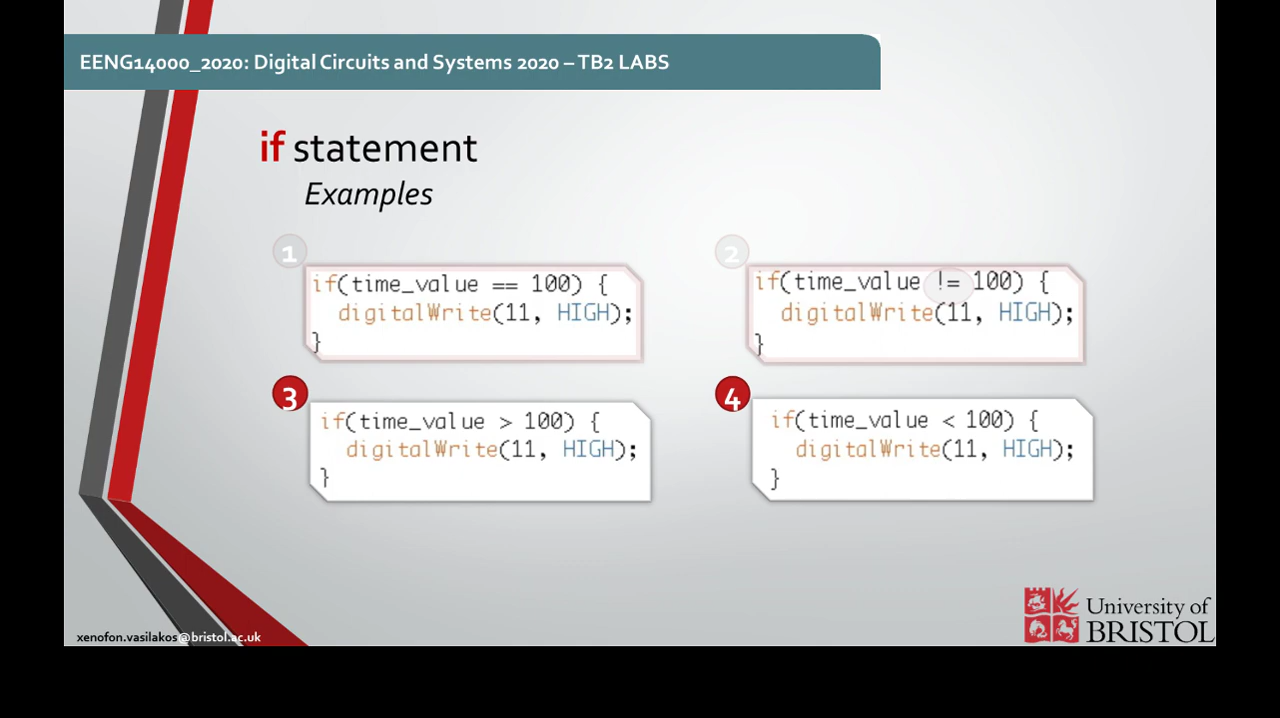 EENG14000_2020: Digital Circuits and Systems 2020 – TB2 LABS
if statement
Examples
1
if(time_value == 100) {
digitalWrite(11, HIGH);
}
2
if(time_value != 100) {
digitalWrite(11, HIGH);
}
3
if(time_value > 100) {
digitalWrite(11, HIGH);
}
4
if(time_value < 100) {
digitalWrite(11, HIGH);
}
xenofon.vasilakos@bristol.ac.uk
University of
BRISTOL